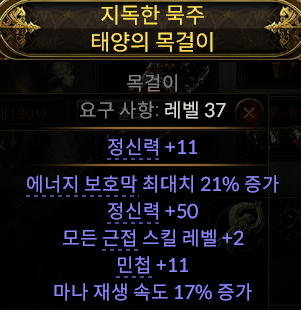 지독한 묵주
태양의 목걸이
목걸이
요구 사항: 레벨 37
정신력 +11
에너지 보호막 최대치 21% 증가
정신력 +50
모든 근접 스킬 레벨 +2
민첩 +11
마나 재생 속도 17% 증가